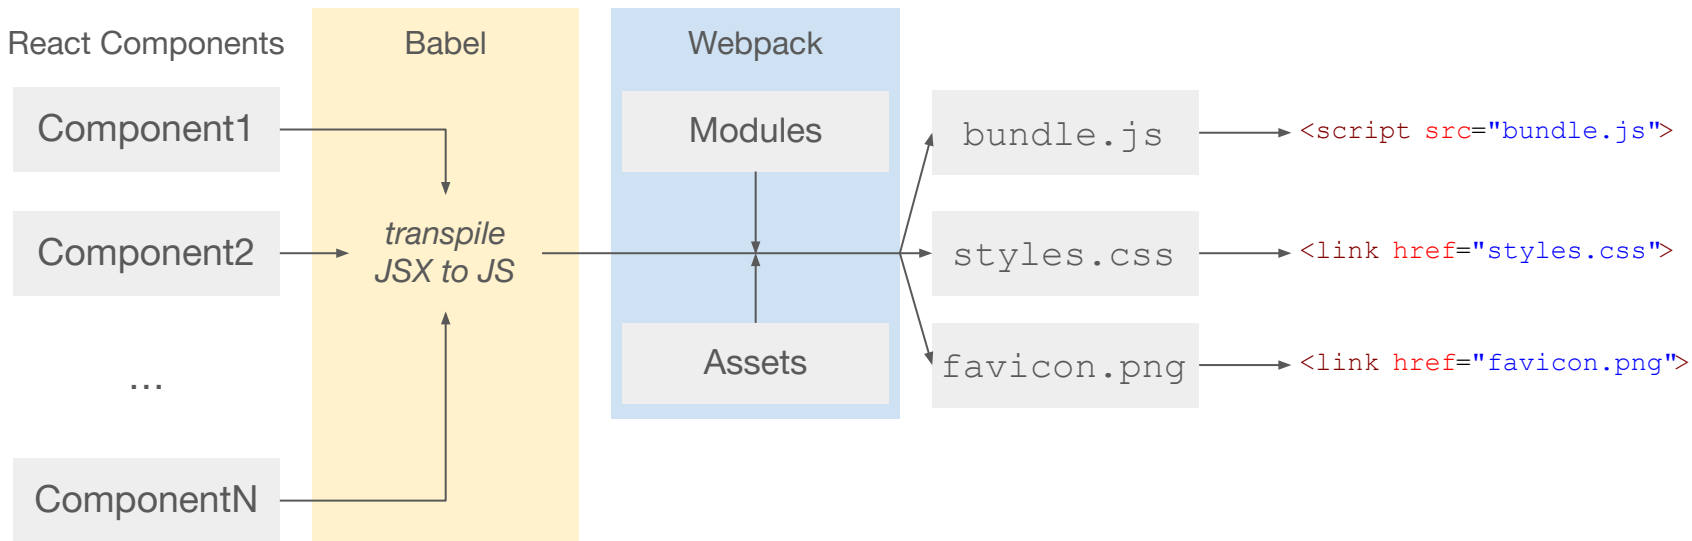 React Components
Babel
Webpack
Component1
Modules
bundle.js
<script src="bundle.js">
Component2
transpile
JSX to JS
styles.css
<link href="styles.css">
Assets
favicon.png
<link href="favicon.png">
...
ComponentN